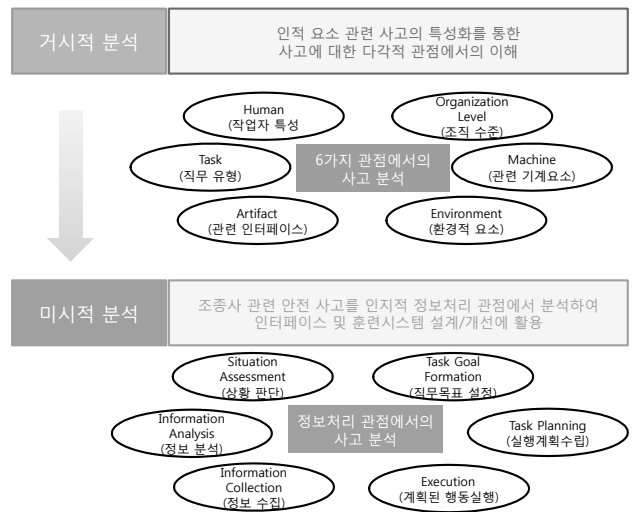 거시적 분석
인적 요소 관련 사고의 특성화를 통한
사고에 대한 다각적 관점에서의 이해
Human
(작업자 특성
Organization
Level
(조직 수준)
Task
(직무 유형)
6가지 관점에서의
사고 분석
Machine
(관련 기계요소)
Artifact
(관련 인터페이스)
Environment
(환경적 요소)
미시적 분석
조종사 관련 안전 사고를 인지적 정보처리 관점에서 분석하여
인터페이스 및 훈련시스템 설계/개선에 활용
Situation
Assessment
(상황 판단)
Task Goal
Formation
(직무목표 설정)
Information
Analysis
(정보 분석)
정보처리 관점에서의
사고 분석
Task Planning
(실행계획수립)
Information
Collection
(정보 수집)
Execution
(계획된 행동실행)